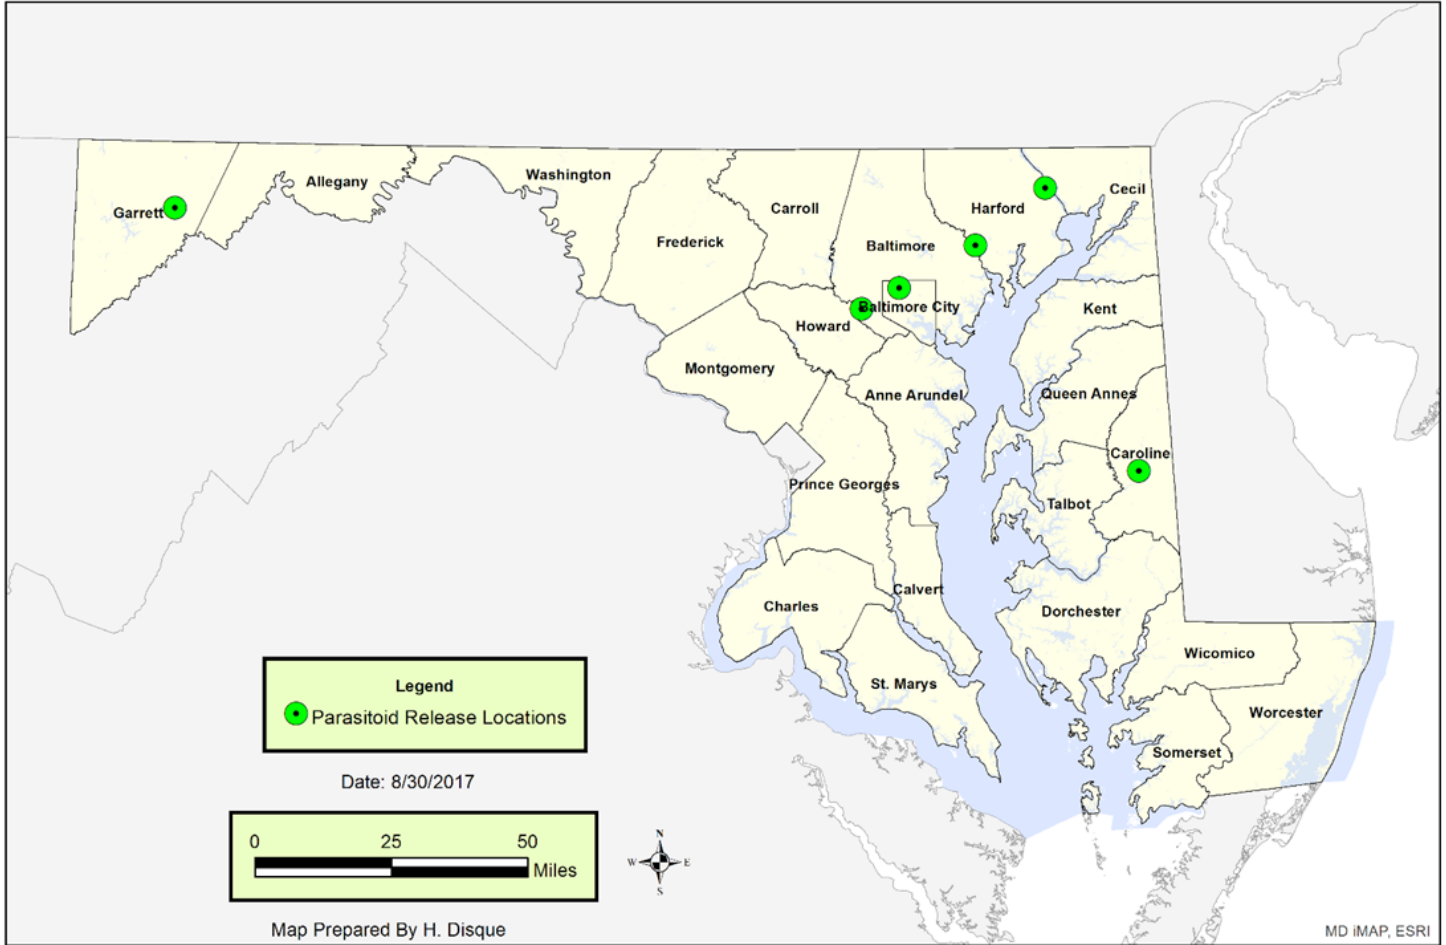 Garrett
Allegany
Washington
Frederick
Carroll
Baltimore
Harford
Cecil
Baltimore City
Howard
Kent
Montgomery
Anne Arundel
Queen Annes
Caroline
Prince Georges
Talbot
Calvert
Charles
Dorchester
St. Marys
Wicomico
Worcester
Somerset
Legend
Parasitoid Release Locations
Date: 8/30/2017
0 25 50
Miles
N
W E
S
Map Prepared By H. Disque
MD iMAP, ESRI